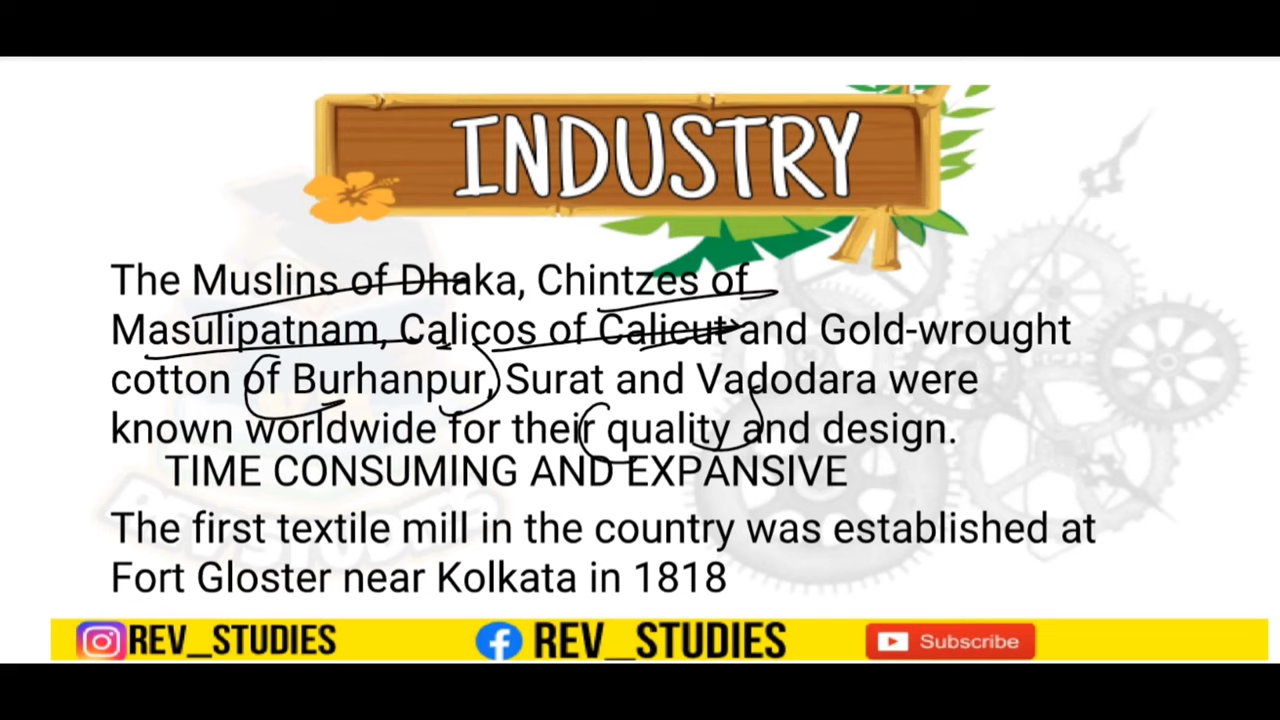 INDUSTRY
The Muslins of Dhaka, Chintzes of
Masulipatnam, Calicos of Calicut and Gold-wrought
cotton of Burhanpur, Surat and Vadodara were
known worldwide for their quality and design.
TIME CONSUMING AND EXPANSIVE
The first textile mill in the country was established at
Fort Gloster near Kolkata in 1818
REV_STUDIES REV_STUDIES Subscribe